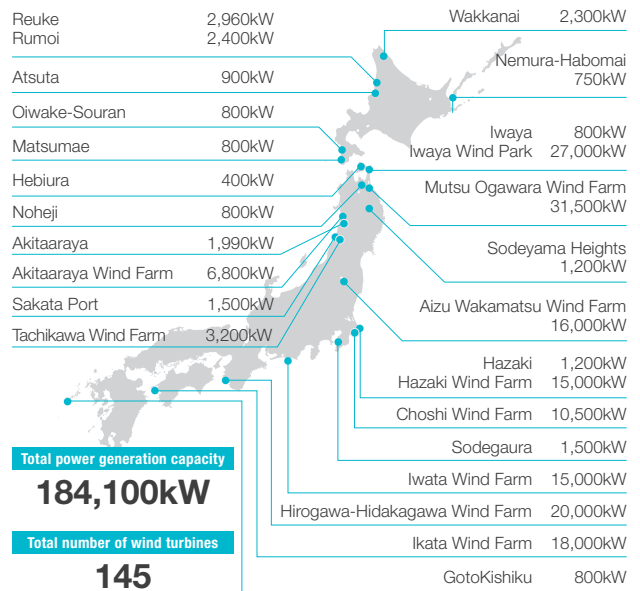 Reuke 2,960kW
Rumoi 2,400kW
Atsuta 900kW
Oiwake-Souran 800kW
Matsumae 800kW
Hebiura 400kW
Noheji 800kW
Akitaaraya 1,990kW
Akitaaraya Wind Farm 6,800kW
Sakata Port 1,500kW
Tachikawa Wind Farm 3,200kW
Total power generation capacity
184,100kW
Total number of wind turbines
145
Wakkanai 2,300kW
Nemura-Habomai
750kW
Iwaya 800kW
Iwaya Wind Park 27,000kW
Mutsu Ogawara Wind Farm
31,500kW
Sodeyama Heights
1,200kW
Aizu Wakamatsu Wind Farm
16,000kW
Hazaki 1,200kW
Hazaki Wind Farm 15,000kW
Choshi Wind Farm 10,500kW
Sodegaura 1,500kW
Iwata Wind Farm 15,000kW
Hirogawa-Hidakagawa Wind Farm 20,000kW
Ikata Wind Farm 18,000kW
GotoKishiku 800kW